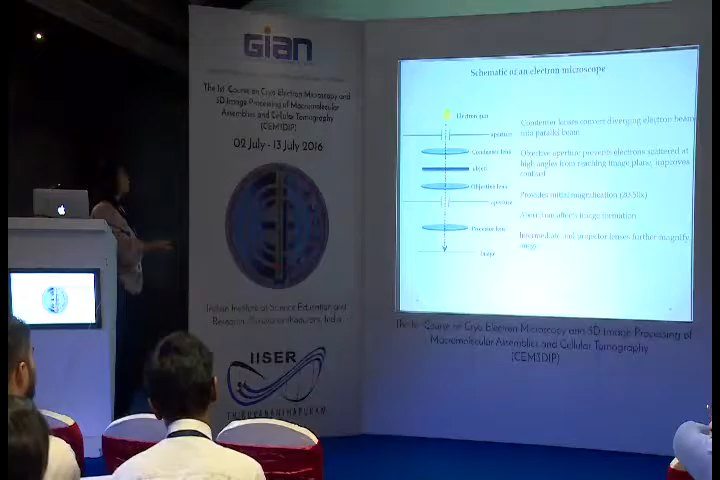 GIAN
The 1st Course on Cryo Electron Microscopy and
3D Image Processing of Macromolecular
Assemblies and Cellular Tomography
(CEM3DIP)
02 July - 13 July 2016
Indian Institute of Science Education and
Research, Thiruvananthapuram, India
IISER
THIRUVANANTHAPURAM
Schematic of an electron microscope
Electron gun
aperture
Condenser lens
object
Objective lens
aperture
Projector lens
Image
Condenser lenses convert diverging electron beam
into parallel beam
Objective aperture prevents electrons scattered at
high angles from reaching image plane, improves
contrast
Provides initial magnification (20-50x)
Aberration affects image formation
Intermediate and projector lenses further magnify
image
The 1st Course on Cryo Electron Microscopy and 3D Image Processing of
Macromolecular Assemblies and Cellular Tomography
(CEM3DIP)